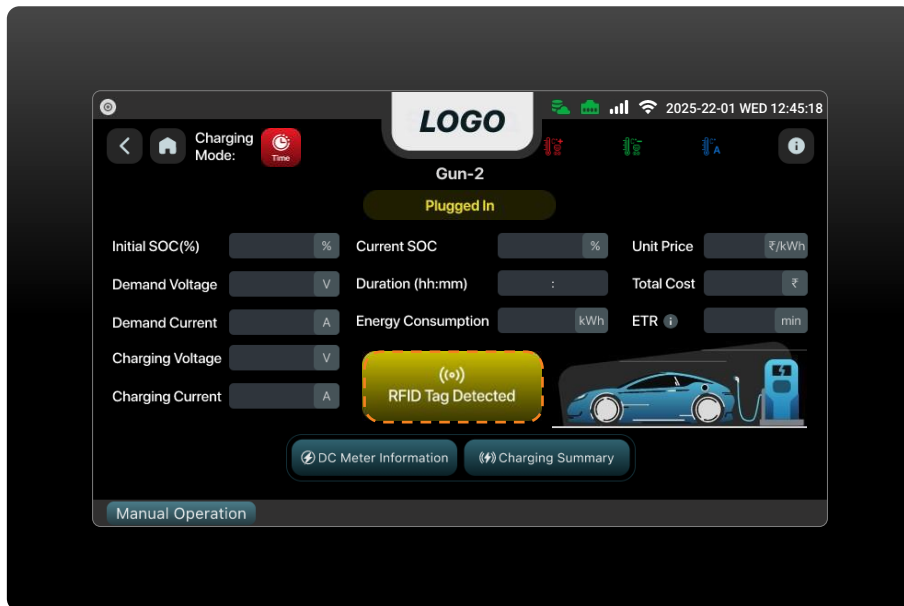 LOGO
2025-22-01 WED 12:45:18
Charging
Mode:
Time
A
Gun-2
Plugged In
Initial SOC(%) % Current SOC % Unit Price ₹/kWh
Demand Voltage V Duration (hh:mm) : Total Cost ₹
Demand Current A Energy Consumption kWh ETR i min
Charging Voltage V
Charging Current A
RFID Tag Detected
DC Meter Information Charging Summary
Manual Operation